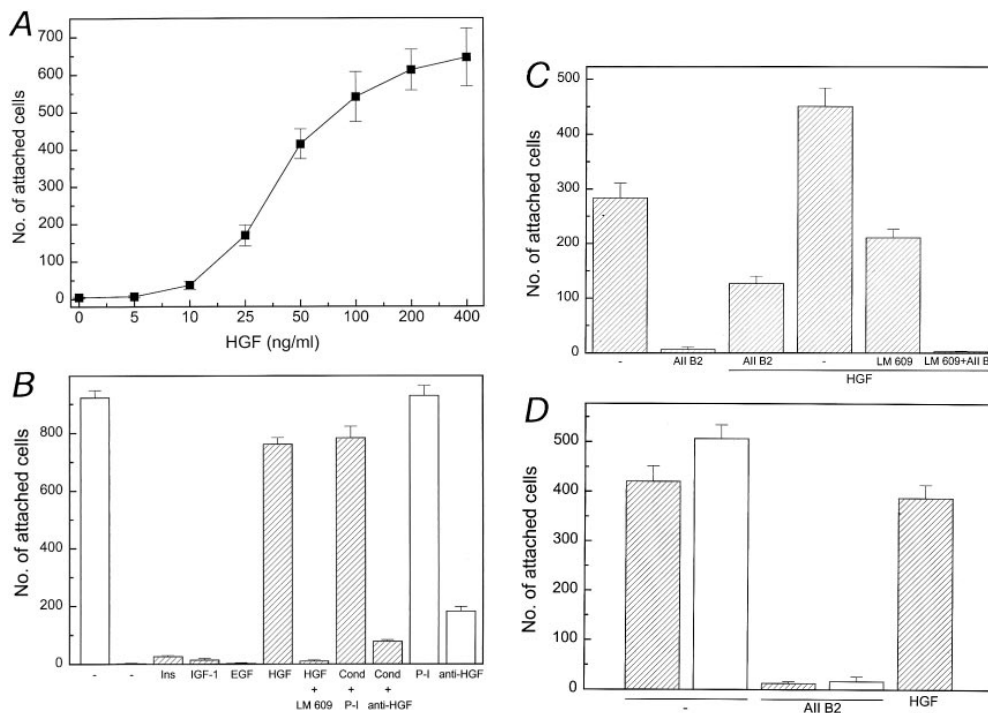 A
No. of attached cells
700
600
500
400
300
200
100
0
0 5 10 25 50 100 200 400
HGF (ng/ml)
B
No. of attached cells
800
600
400
200
0
- - Ins IGF-1 EGF HGF HGF Cond Cond P-I anti-HGF
+ + +
LM 609 P-I anti-HGF
C
No. of attached cells
500
400
300
200
100
0
- AII B2 AII B2 - LM 609 LM 609+AII B
HGF
D
No. of attached cells
500
400
300
200
100
0
- AII B2 HGF